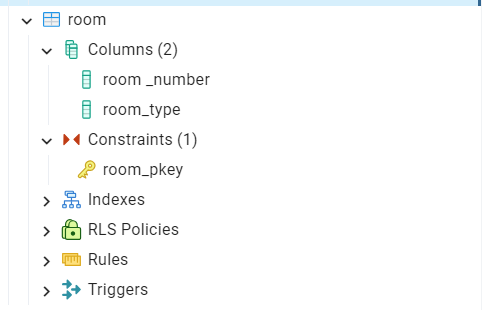 room
Columns (2)
room _number
room_type
Constraints (1)
room_pkey
Indexes
RLS Policies
Rules
Triggers